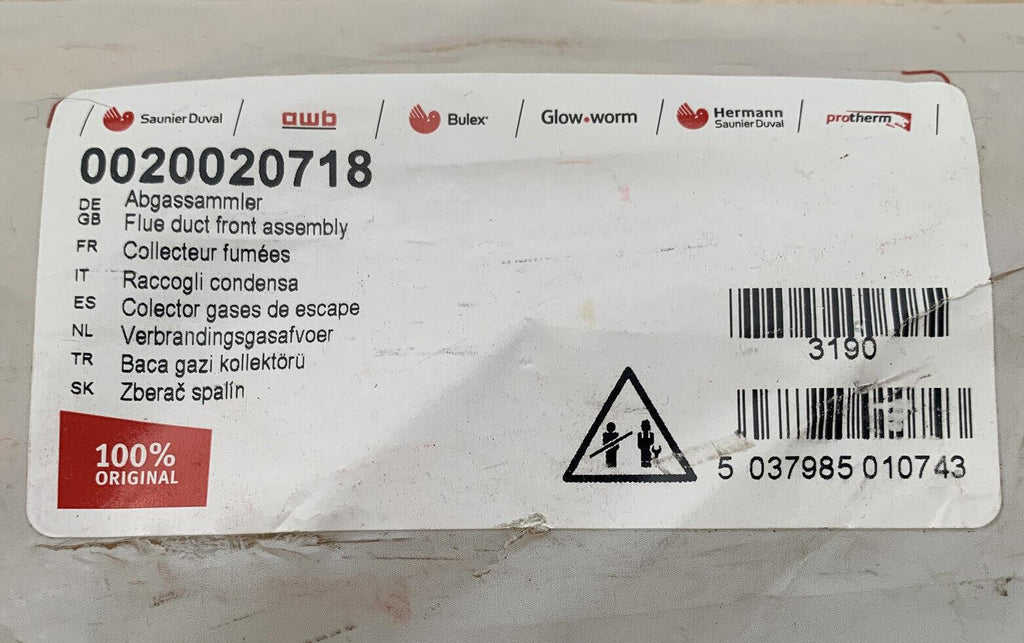 Saunier Duval awb Bulex Glow•worm Hermann Saunier Duval protherm
0020020718
DE Abgassammler
GB Flue duct front assembly
FR Collecteur fumées
IT Raccogli condensa
ES Colector gases de escape
NL Verbrandingsgasafvoer
TR Baca gazi kollektörü
SK Zberač spalín
100%
ORIGINAL
3190
5 037985 010743